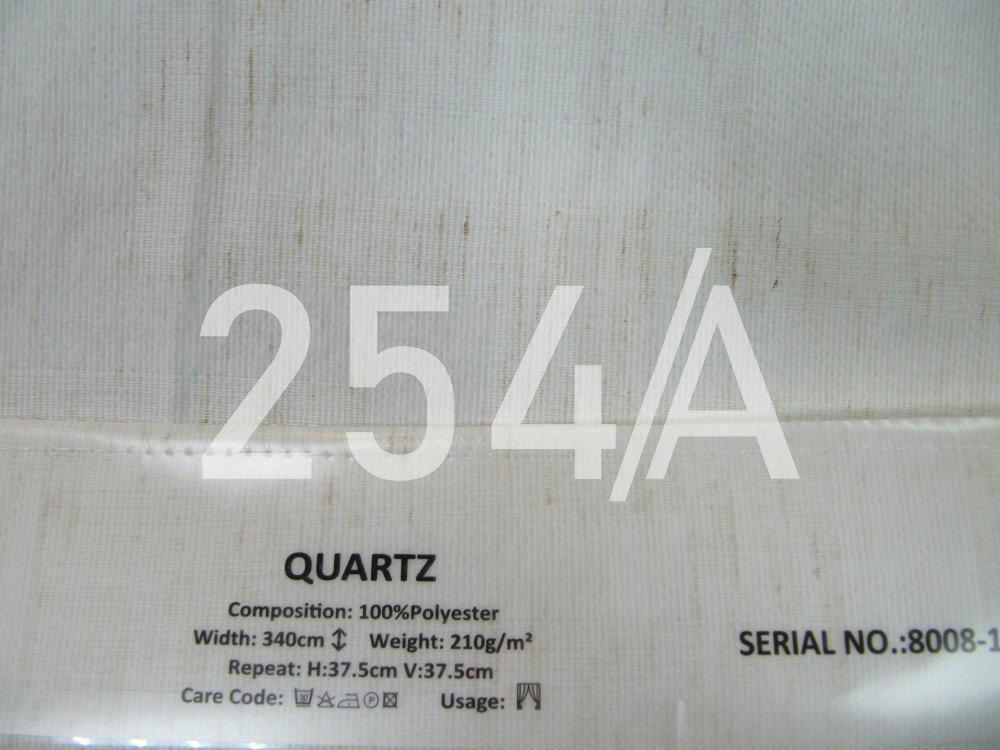 254/A
QUARTZ
Composition: 100%Polyester
Width: 340cm Weight: 210g/m²
SERIAL NO.:8008-1
Repeat: H:37.5cm V:37.5cm
Care Code: 30 P Usage: